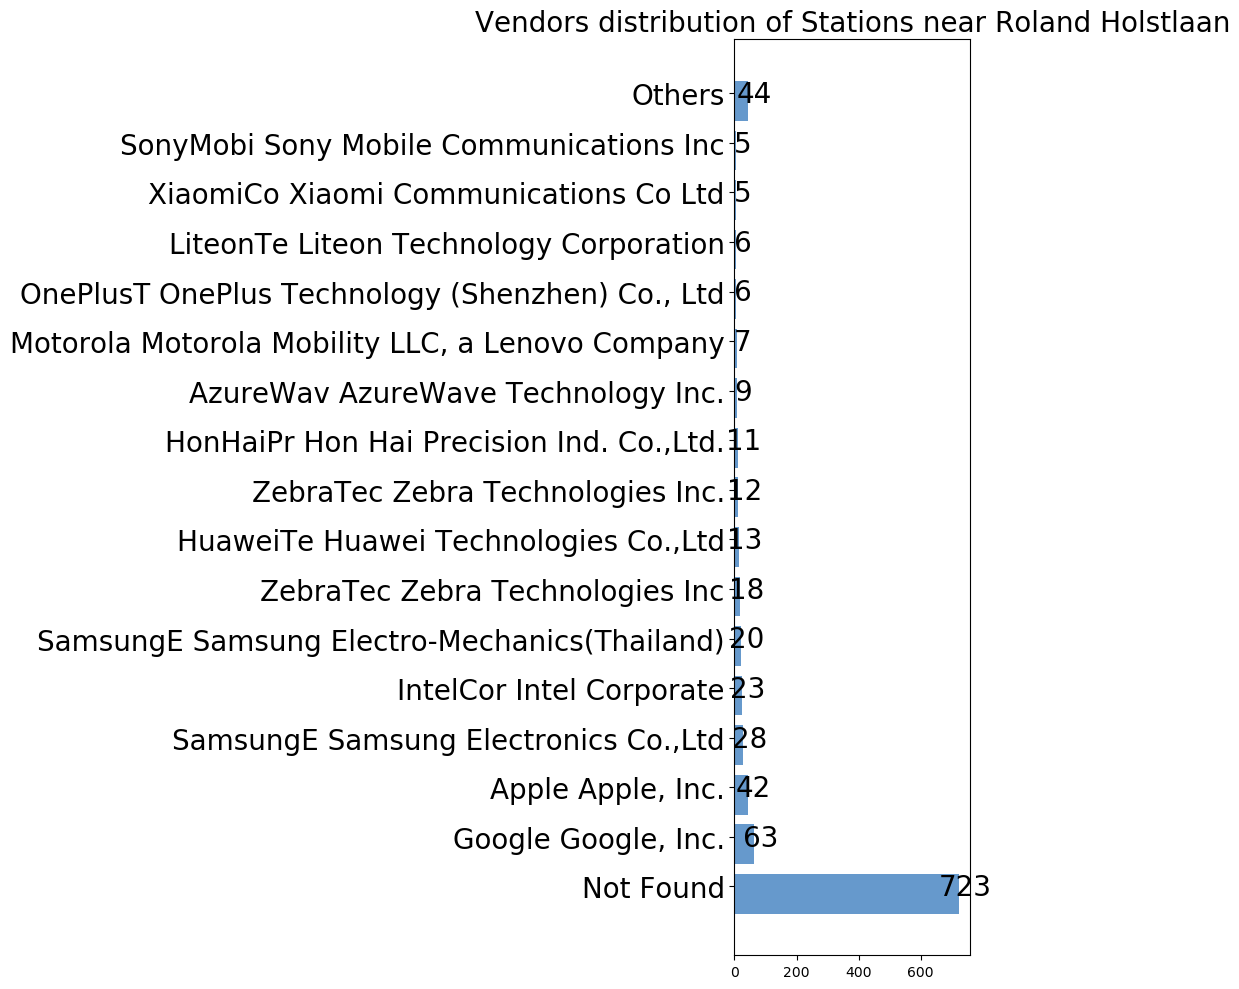 Vendors distribution of Stations near Roland Holstlaan
Others 44
SonyMobi Sony Mobile Communications Inc 5
XiaomiCo Xiaomi Communications Co Ltd 5
LiteonTe Liteon Technology Corporation 6
OnePlusT OnePlus Technology (Shenzhen) Co., Ltd 6
Motorola Motorola Mobility LLC, a Lenovo Company 7
AzureWav AzureWave Technology Inc. 9
HonHaiPr Hon Hai Precision Ind. Co.,Ltd. 11
ZebraTec Zebra Technologies Inc. 12
HuaweiTe Huawei Technologies Co.,Ltd 13
ZebraTec Zebra Technologies Inc 18
SamsungE Samsung Electro-Mechanics(Thailand) 20
IntelCor Intel Corporate 23
SamsungE Samsung Electronics Co.,Ltd 28
Apple Apple, Inc. 42
Google Google, Inc. 63
Not Found 723
0 200 400 600